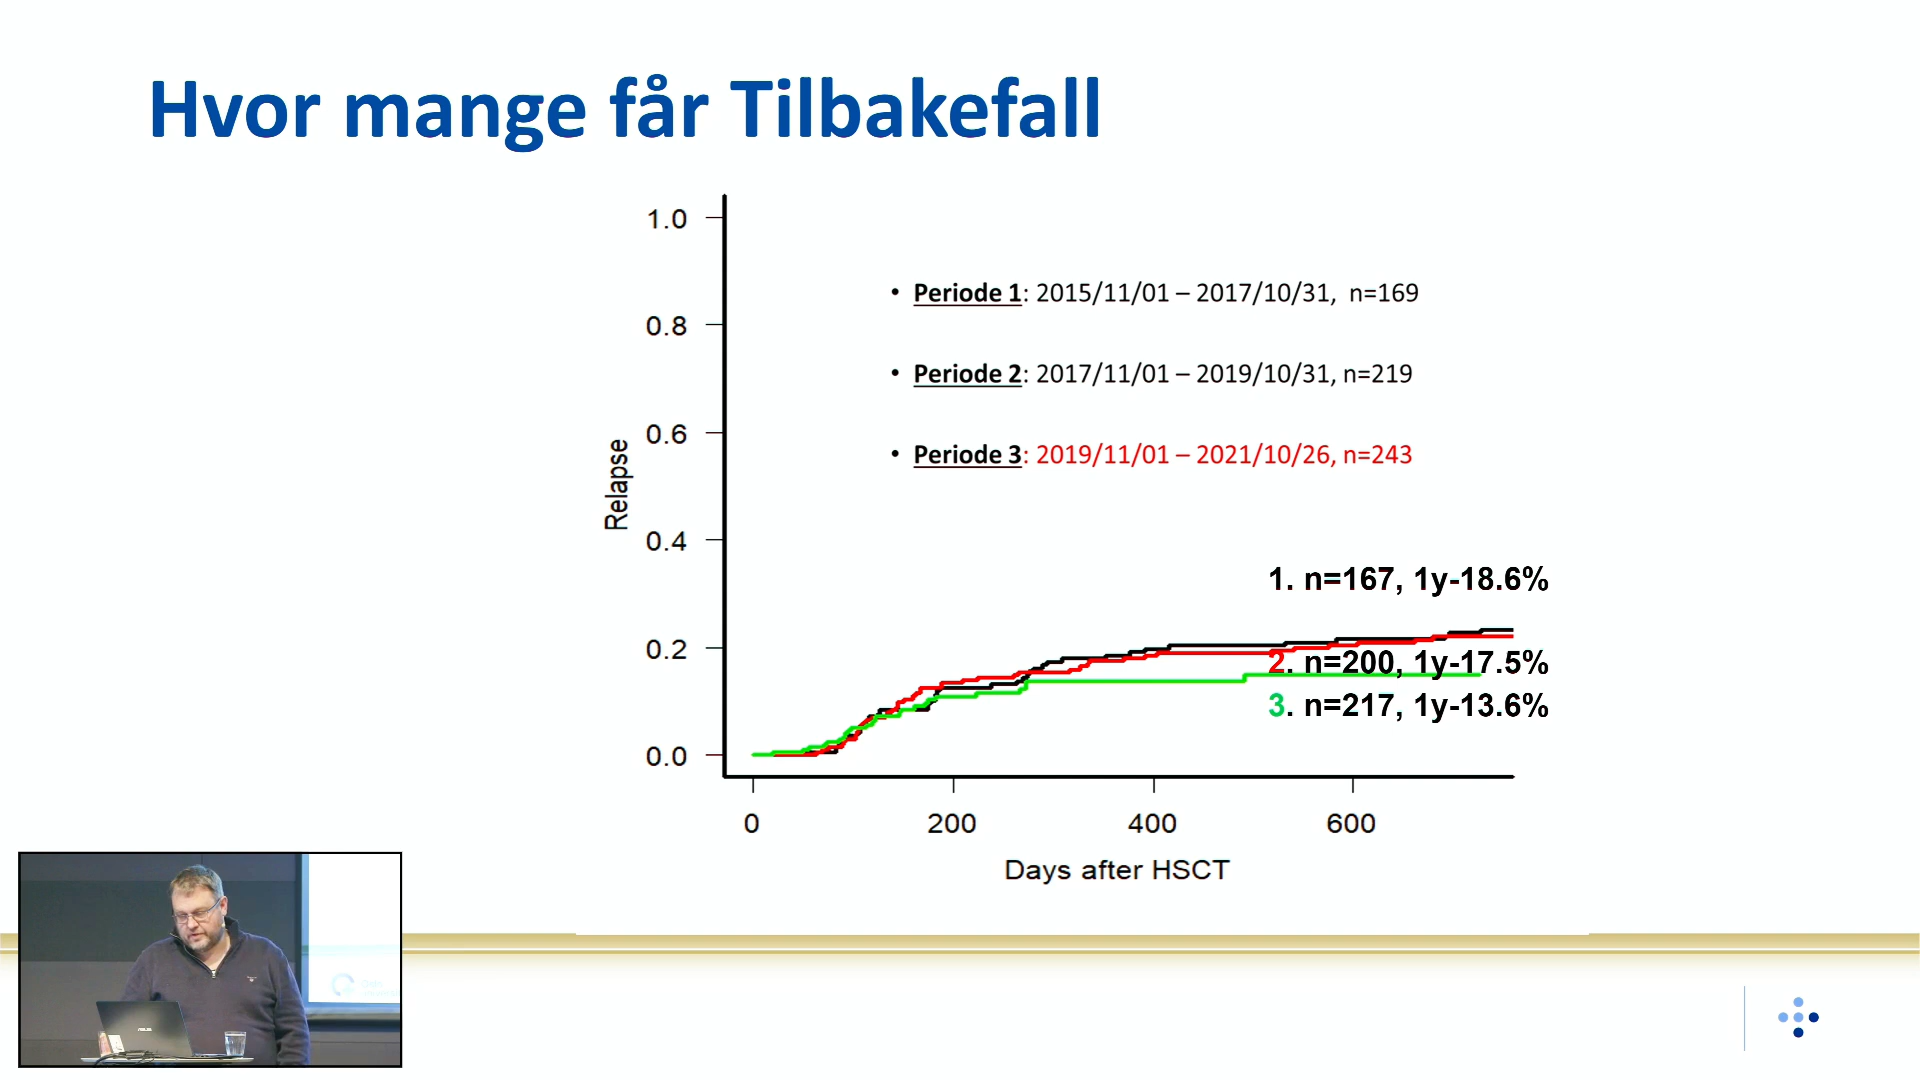 Hvor mange får Tilbakefall
1.0
0.8
0.6
0.4
0.2
0.0
Relapse
• Periode 1: 2015/11/01 – 2017/10/31, n=169
• Periode 2: 2017/11/01 – 2019/10/31, n=219
• Periode 3: 2019/11/01 – 2021/10/26, n=243
1. n=167, 1y-18.6%
2. n=200, 1y-17.5%
3. n=217, 1y-13.6%
0 200 400 600
Days after HSCT
ASUS